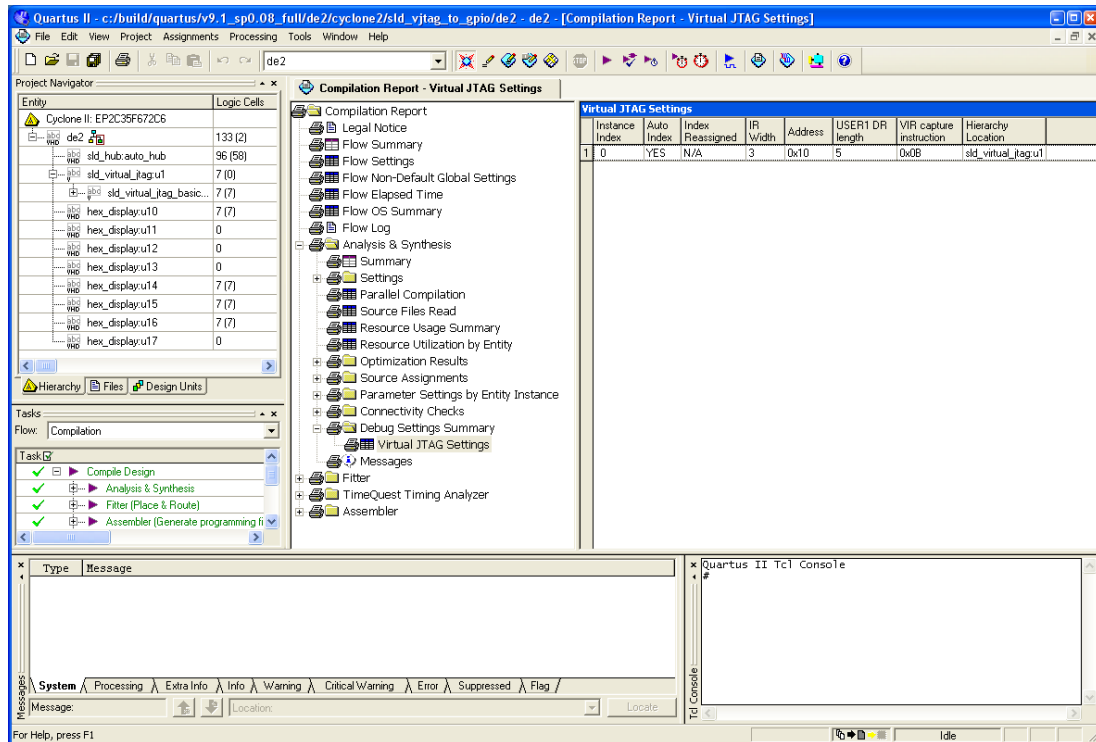 Quartus II - c:/build/quartus/v9.1_sp0.08_full/de2/cyclone2/sld_vjtag_to_gpio/de2 - de2 - [Compilation Report - Virtual JTAG Settings]
File Edit View Project Assignments Processing Tools Window Help
de2
Project Navigator
Entity Logic Cells
Cyclone II: EP2C35F672C6
de2 133 (2)
sld_hub:auto_hub 96 (58)
sld_virtual_jtag:u1 7 (0)
sld_virtual_jtag_basic... 7 (7)
hex_display:u10 7 (7)
hex_display:u11 0
hex_display:u12 0
hex_display:u13 0
hex_display:u14 7 (7)
hex_display:u15 7 (7)
hex_display:u16 7 (7)
hex_display:u17 0
Hierarchy Files Design Units
Tasks
Flow: Compilation
Task
Compile Design
Analysis & Synthesis
Fitter (Place & Route)
Assembler (Generate programming fi
Compilation Report - Virtual JTAG Settings
Compilation Report
Legal Notice
Flow Summary
Flow Settings
Flow Non-Default Global Settings
Flow Elapsed Time
Flow OS Summary
Flow Log
Analysis & Synthesis
Summary
Settings
Parallel Compilation
Source Files Read
Resource Usage Summary
Resource Utilization by Entity
Optimization Results
Source Assignments
Parameter Settings by Entity Instance
Connectivity Checks
Debug Settings Summary
Virtual JTAG Settings
Messages
Fitter
TimeQuest Timing Analyzer
Assembler
Virtual JTAG Settings
Instance Index Auto Index Index Reassigned IR Width Address USER1 DR length VIR capture instruction Hierarchy Location
1 0 YES N/A 3 0x10 5 0x0B sld_virtual_jtag:u1
Type Message
System Processing Extra Info Info Warning Critical Warning Error Suppressed Flag
Messages
Message: Location: Locate
Quartus II Tcl Console
#
Tcl Console
For Help, press F1
Idle